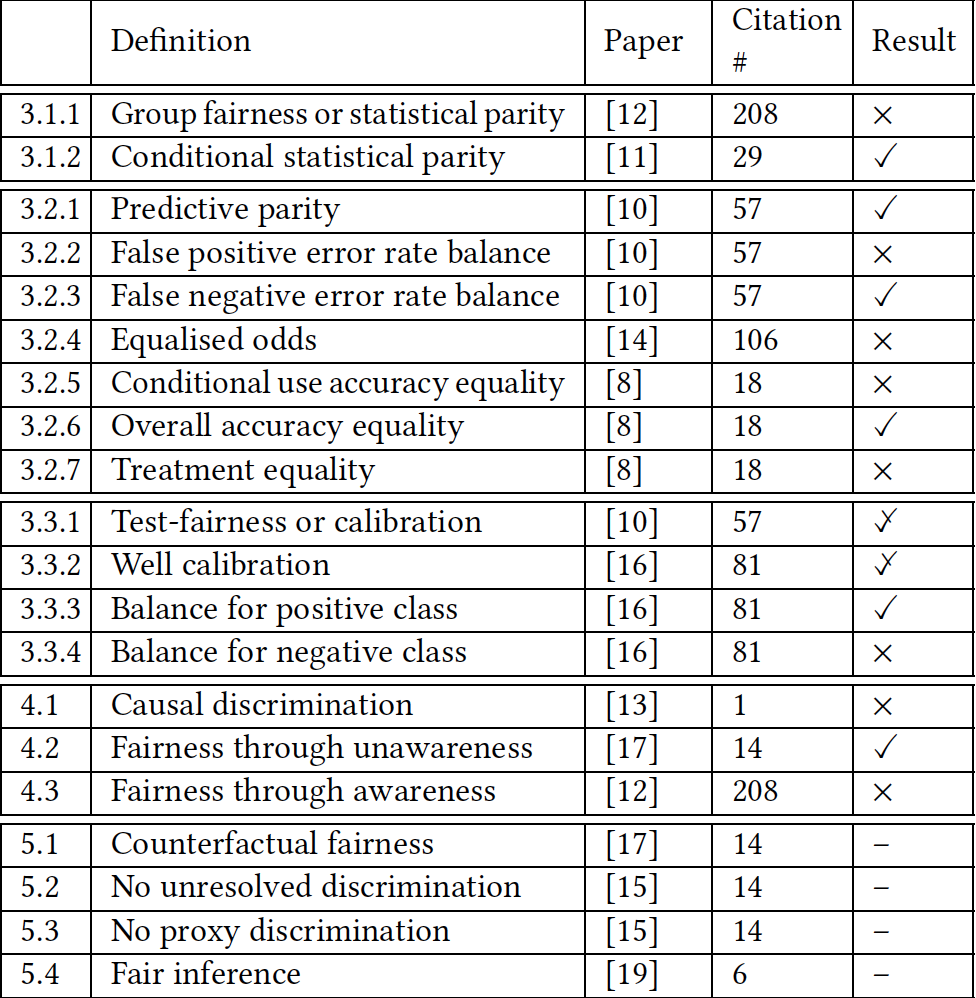 Definition Paper Citation # Result
3.1.1 Group fairness or statistical parity [12] 208 ×
3.1.2 Conditional statistical parity [11] 29 ✓
3.2.1 Predictive parity [10] 57 ✓
3.2.2 False positive error rate balance [10] 57 ×
3.2.3 False negative error rate balance [10] 57 ✓
3.2.4 Equalised odds [14] 106 ×
3.2.5 Conditional use accuracy equality [8] 18 ×
3.2.6 Overall accuracy equality [8] 18 ✓
3.2.7 Treatment equality [8] 18 ×
3.3.1 Test-fairness or calibration [10] 57 ✓×
3.3.2 Well calibration [16] 81 ✓×
3.3.3 Balance for positive class [16] 81 ✓
3.3.4 Balance for negative class [16] 81 ×
4.1 Causal discrimination [13] 1 ×
4.2 Fairness through unawareness [17] 14 ✓
4.3 Fairness through awareness [12] 208 ×
5.1 Counterfactual fairness [17] 14 –
5.2 No unresolved discrimination [15] 14 –
5.3 No proxy discrimination [15] 14 –
5.4 Fair inference [19] 6 –